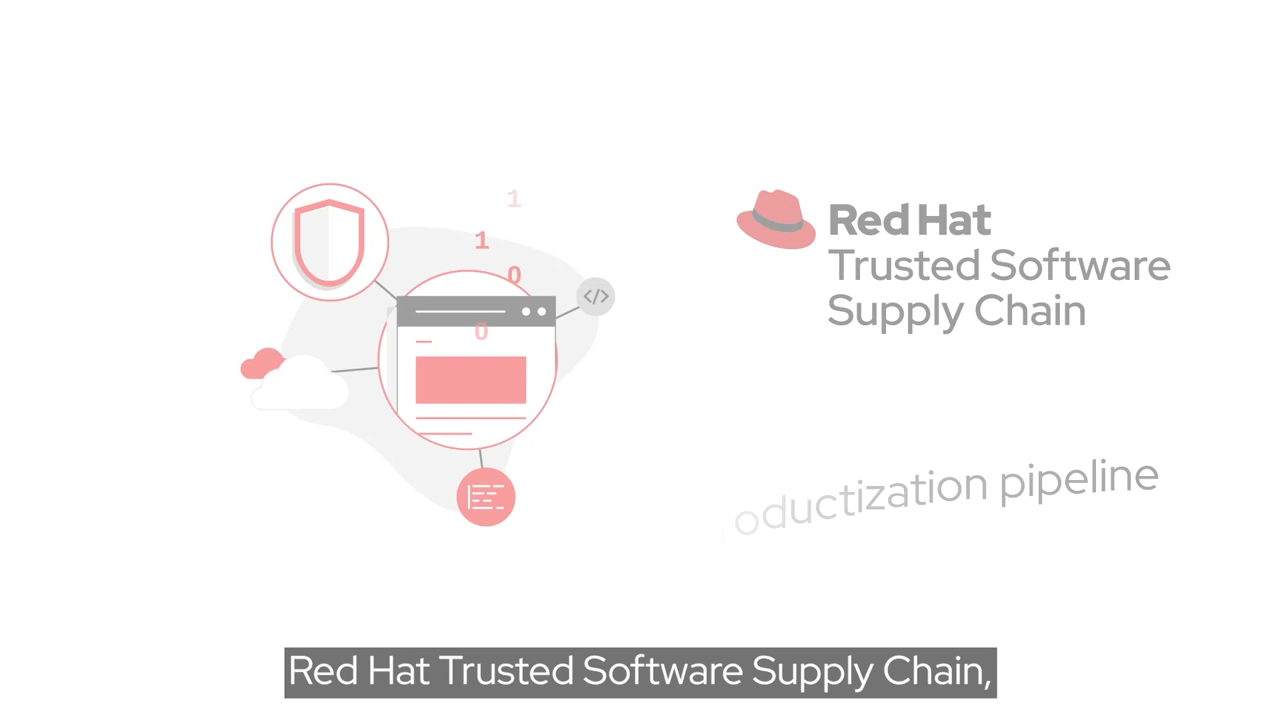 1
1
0
0
</>
Red Hat
Trusted Software
Supply Chain
oductization pipeline
Red Hat Trusted Software Supply Chain,